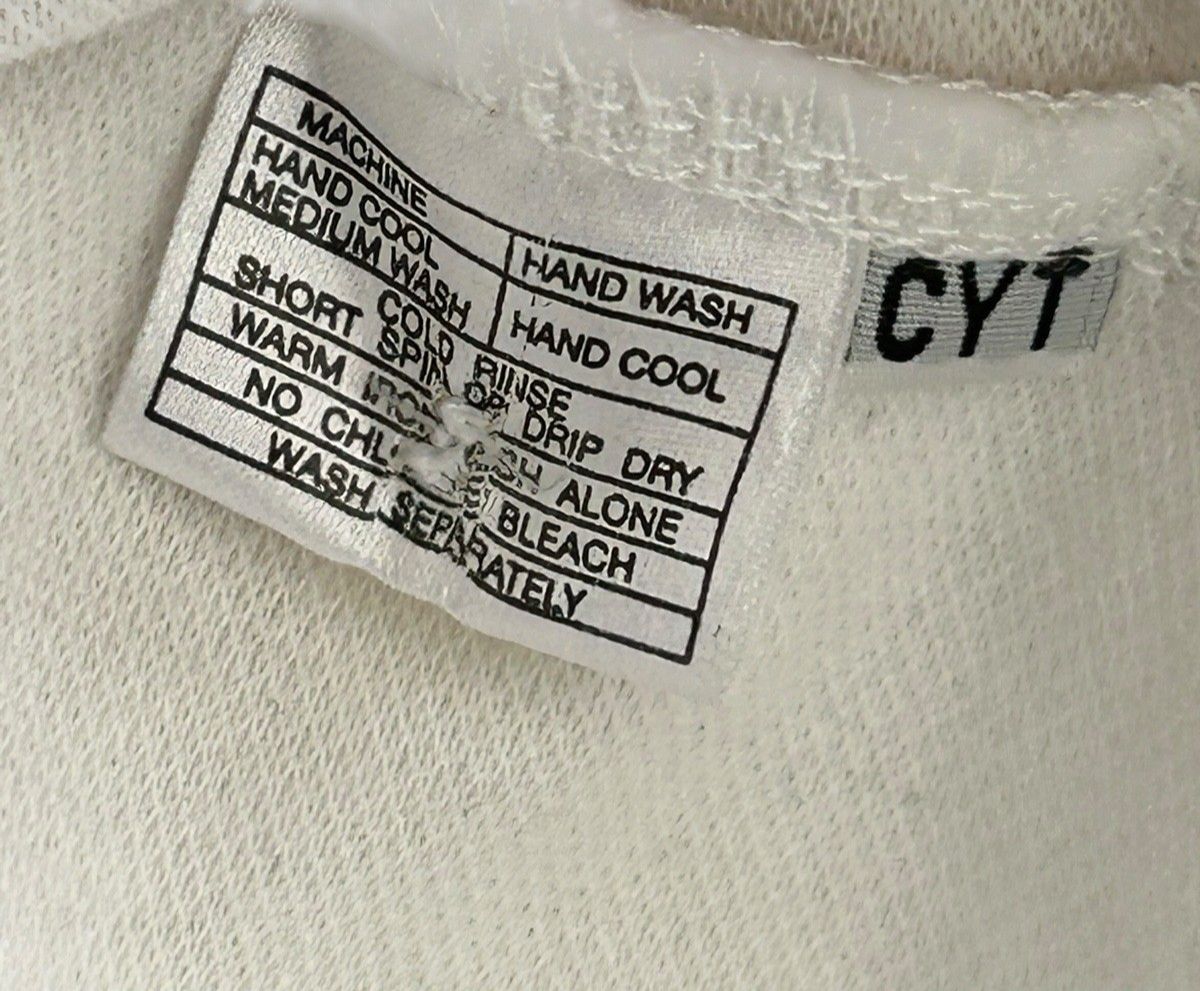 MACHINE
HAND WASH
HAND COOL
MEDIUM WASH
HAND COOL
COLD RINSE
SHORT SPIN OR DRIP DRY
WARM ALONE
NO BLEACH
WASH SEPARATELY
CYT